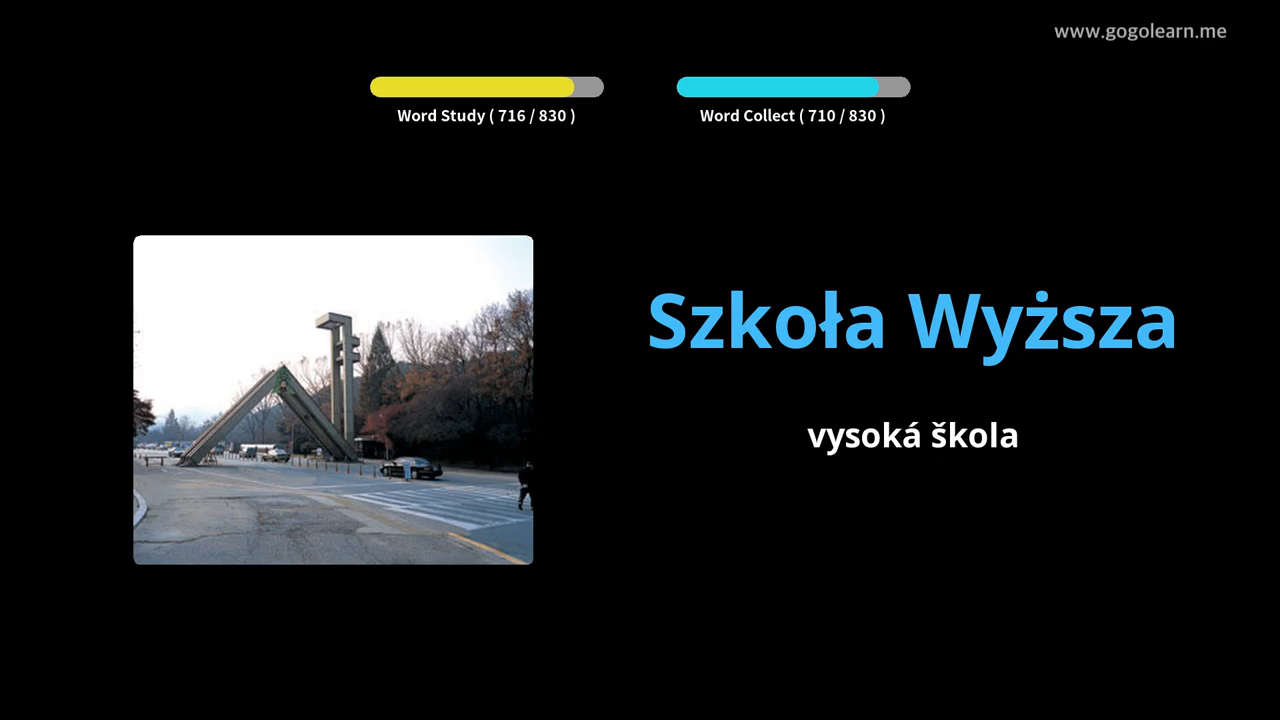 www.gogolearn.me
Word Study ( 716 / 830 )
Word Collect ( 710 / 830 )
Szkoła Wyższa
vysoká škola